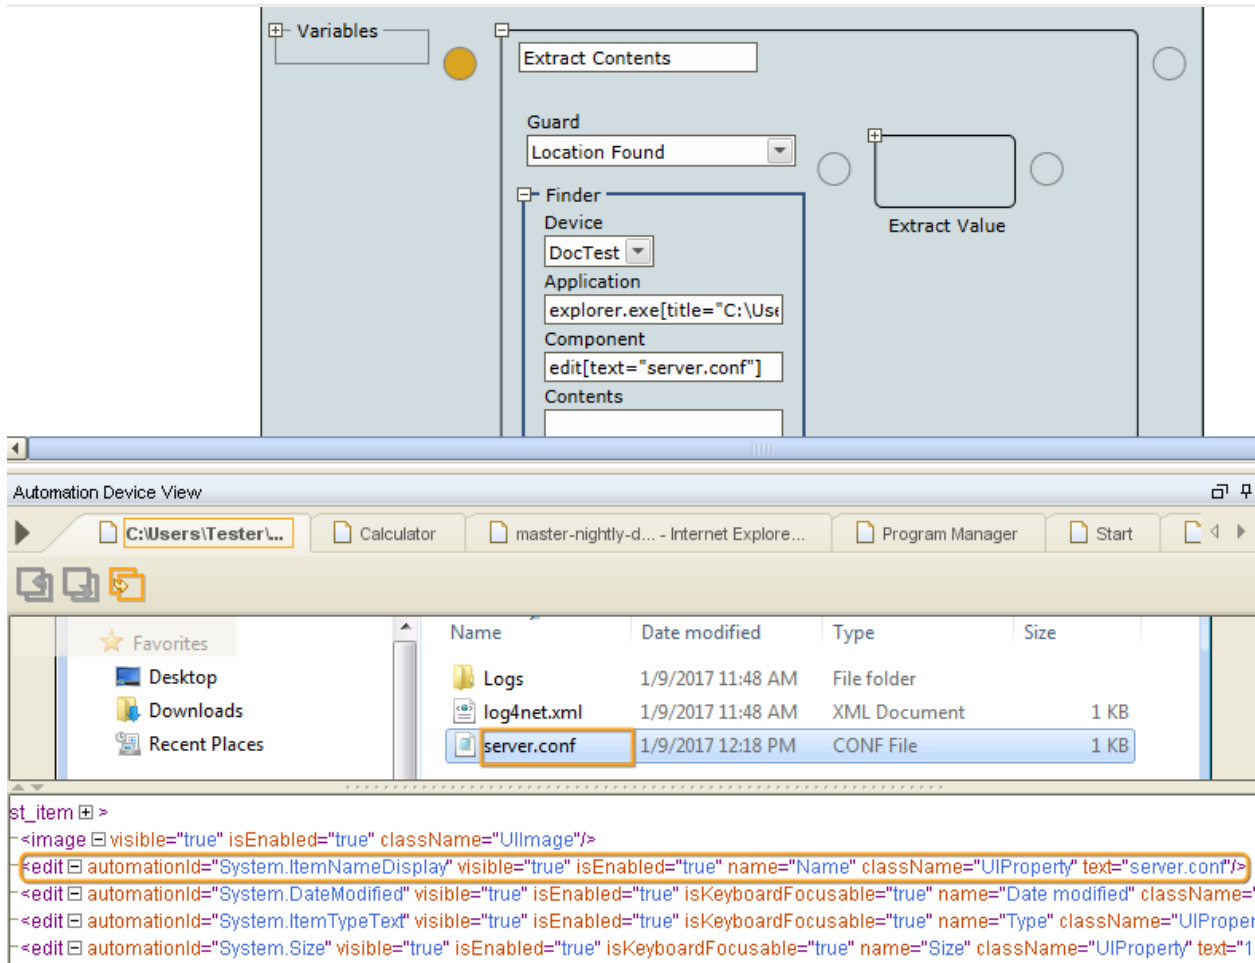 Variables
Extract Contents
Guard
Location Found
Finder
Device
DocTest
Application
explorer.exe[title="C:\Use
Component
edit[text="server.conf"]
Contents
Extract Value
Automation Device View
C:\Users\Tester\... Calculator master-nightly-d... - Internet Explore... Program Manager Start
Favorites
Desktop
Downloads
Recent Places
Name Date modified Type Size
Logs 1/9/2017 11:48 AM File folder
log4net.xml 1/9/2017 11:48 AM XML Document 1 KB
server.conf 1/9/2017 12:18 PM CONF File 1 KB
st_item >
<image visible="true" isEnabled="true" className="UIImage"/>
<edit automationId="System.ItemNameDisplay" visible="true" isEnabled="true" name="Name" className="UIProperty" text="server.conf"/>
<edit automationId="System.DateModified" visible="true" isEnabled="true" isKeyboardFocusable="true" name="Date modified" className="
<edit automationId="System.ItemTypeText" visible="true" isEnabled="true" isKeyboardFocusable="true" name="Type" className="UIProper
<edit automationId="System.Size" visible="true" isEnabled="true" isKeyboardFocusable="true" name="Size" className="UIProperty" text="1